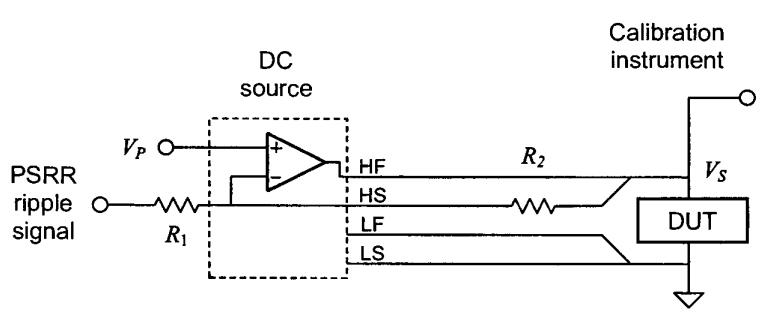 Calibration
instrument
DC
source
V_P
+
−
HF
R_2
V_S
PSRR
ripple
signal
HS
R_1
LF
DUT
LS